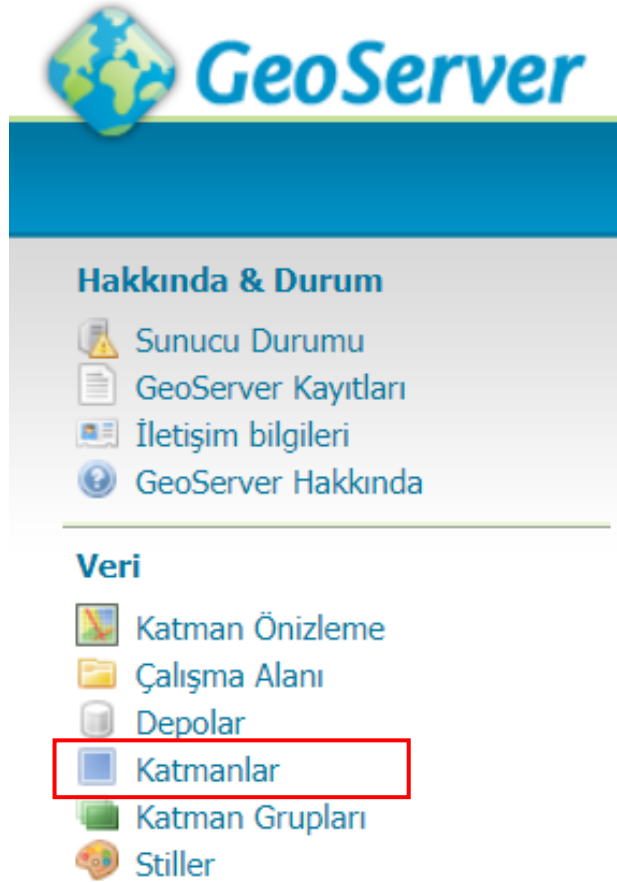 GeoServer
Hakkında & Durum
Sunucu Durumu
GeoServer Kayıtları
İletişim bilgileri
GeoServer Hakkında
Veri
Katman Önizleme
Çalışma Alanı
Depolar
Katmanlar
Katman Grupları
Stiller